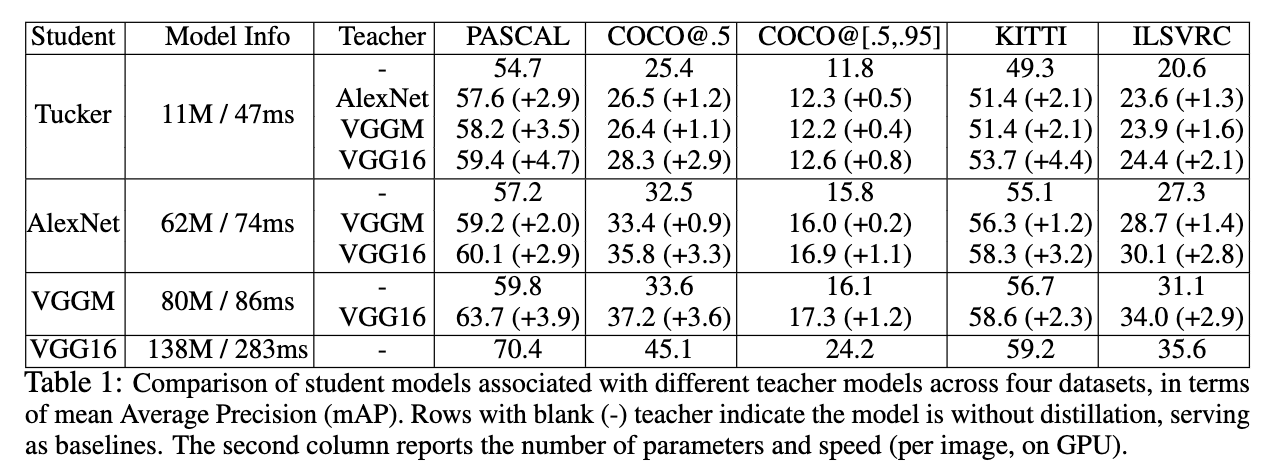 Student Model Info Teacher PASCAL COCO@.5 COCO@[.5,.95] KITTI ILSVRC
- 54.7 25.4 11.8 49.3 20.6
AlexNet 57.6 (+2.9) 26.5 (+1.2) 12.3 (+0.5) 51.4 (+2.1) 23.6 (+1.3)
Tucker 11M / 47ms VGGM 58.2 (+3.5) 26.4 (+1.1) 12.2 (+0.4) 51.4 (+2.1) 23.9 (+1.6)
VGG16 59.4 (+4.7) 28.3 (+2.9) 12.6 (+0.8) 53.7 (+4.4) 24.4 (+2.1)
- 57.2 32.5 15.8 55.1 27.3
AlexNet 62M / 74ms VGGM 59.2 (+2.0) 33.4 (+0.9) 16.0 (+0.2) 56.3 (+1.2) 28.7 (+1.4)
VGG16 60.1 (+2.9) 35.8 (+3.3) 16.9 (+1.1) 58.3 (+3.2) 30.1 (+2.8)
- 59.8 33.6 16.1 56.7 31.1
VGGM 80M / 86ms VGG16 63.7 (+3.9) 37.2 (+3.6) 17.3 (+1.2) 58.6 (+2.3) 34.0 (+2.9)
VGG16 138M / 283ms - 70.4 45.1 24.2 59.2 35.6
Table 1: Comparison of student models associated with different teacher models across four datasets, in terms
of mean Average Precision (mAP). Rows with blank (-) teacher indicate the model is without distillation, serving
as baselines. The second column reports the number of parameters and speed (per image, on GPU).